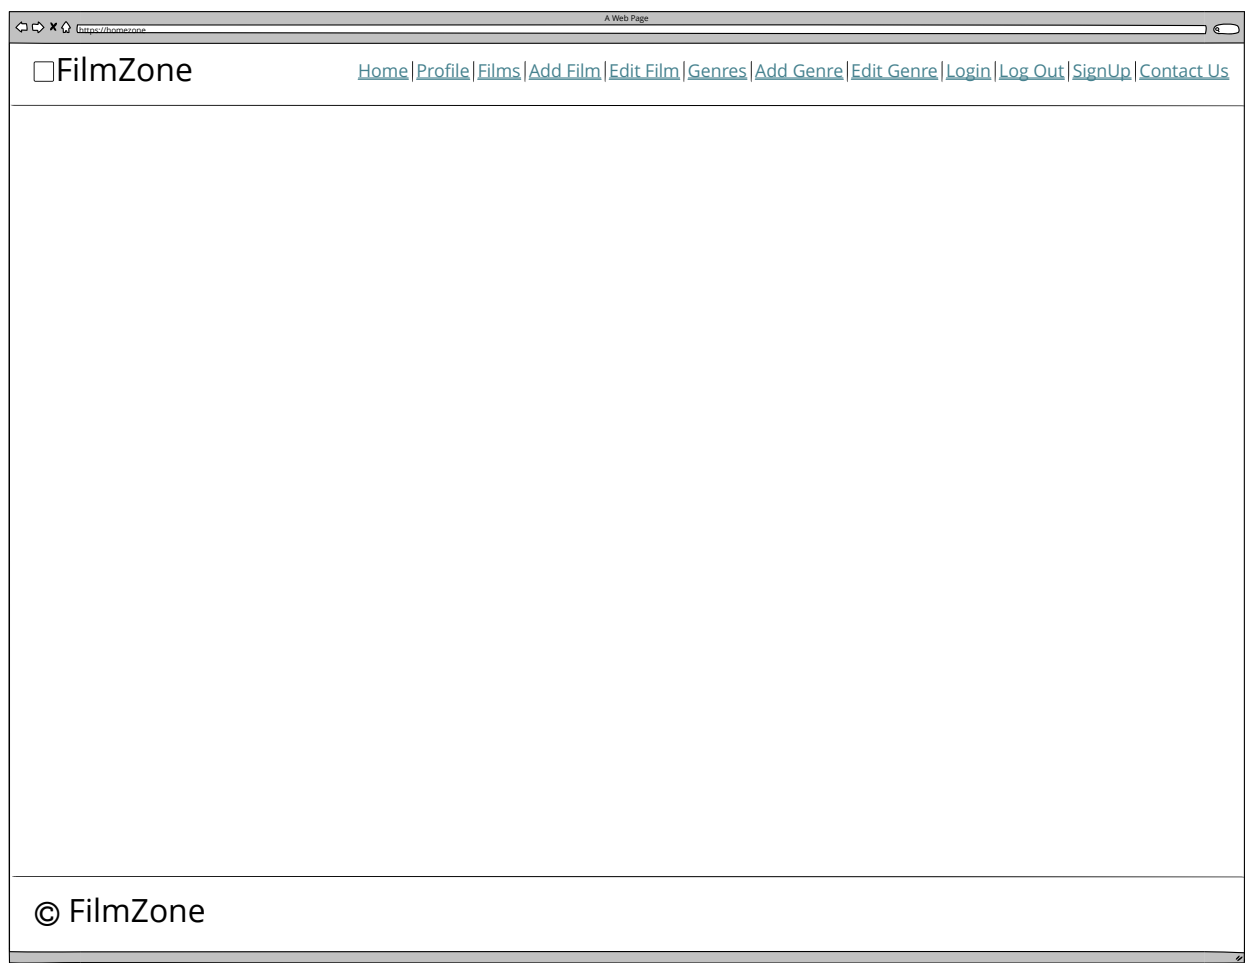 A Web Page
https://homezone
FilmZone
Home|Profile|Films|Add Film|Edit Film|Genres|Add Genre|Edit Genre|Login|Log Out|SignUp|Contact Us
© FilmZone